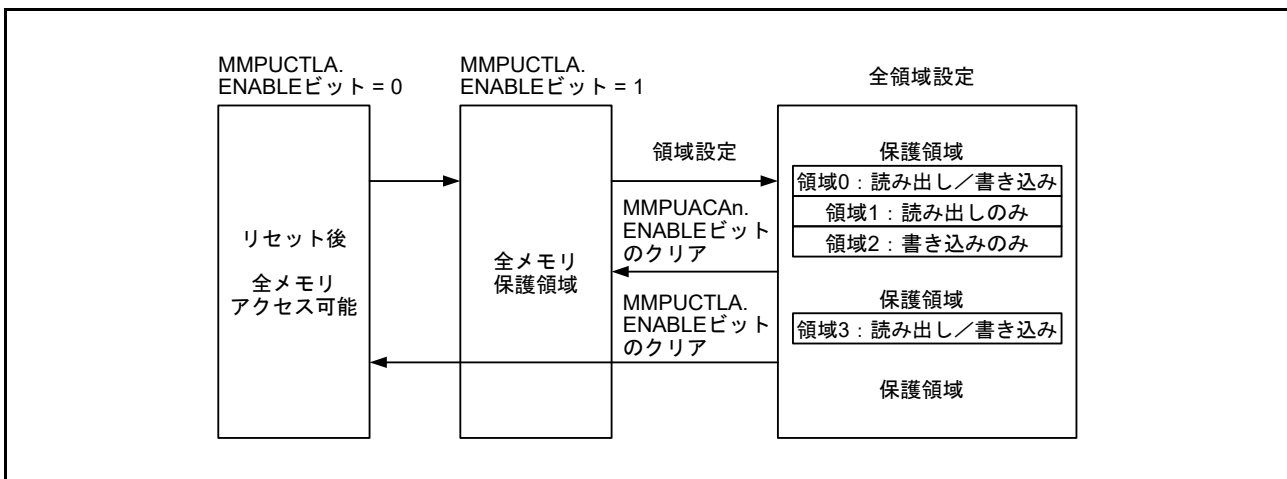 MMPUCTLA.
ENABLEビット = 0
MMPUCTLA.
ENABLEビット = 1
全領域設定
リセット後
全メモリ
アクセス可能
全メモリ
保護領域
領域設定
MMPUACAn.
ENABLEビット
のクリア
MMPUCTLA.
ENABLEビット
のクリア
保護領域
領域0：読み出し／書き込み
領域1：読み出しのみ
領域2：書き込みのみ
保護領域
領域3：読み出し／書き込み
保護領域